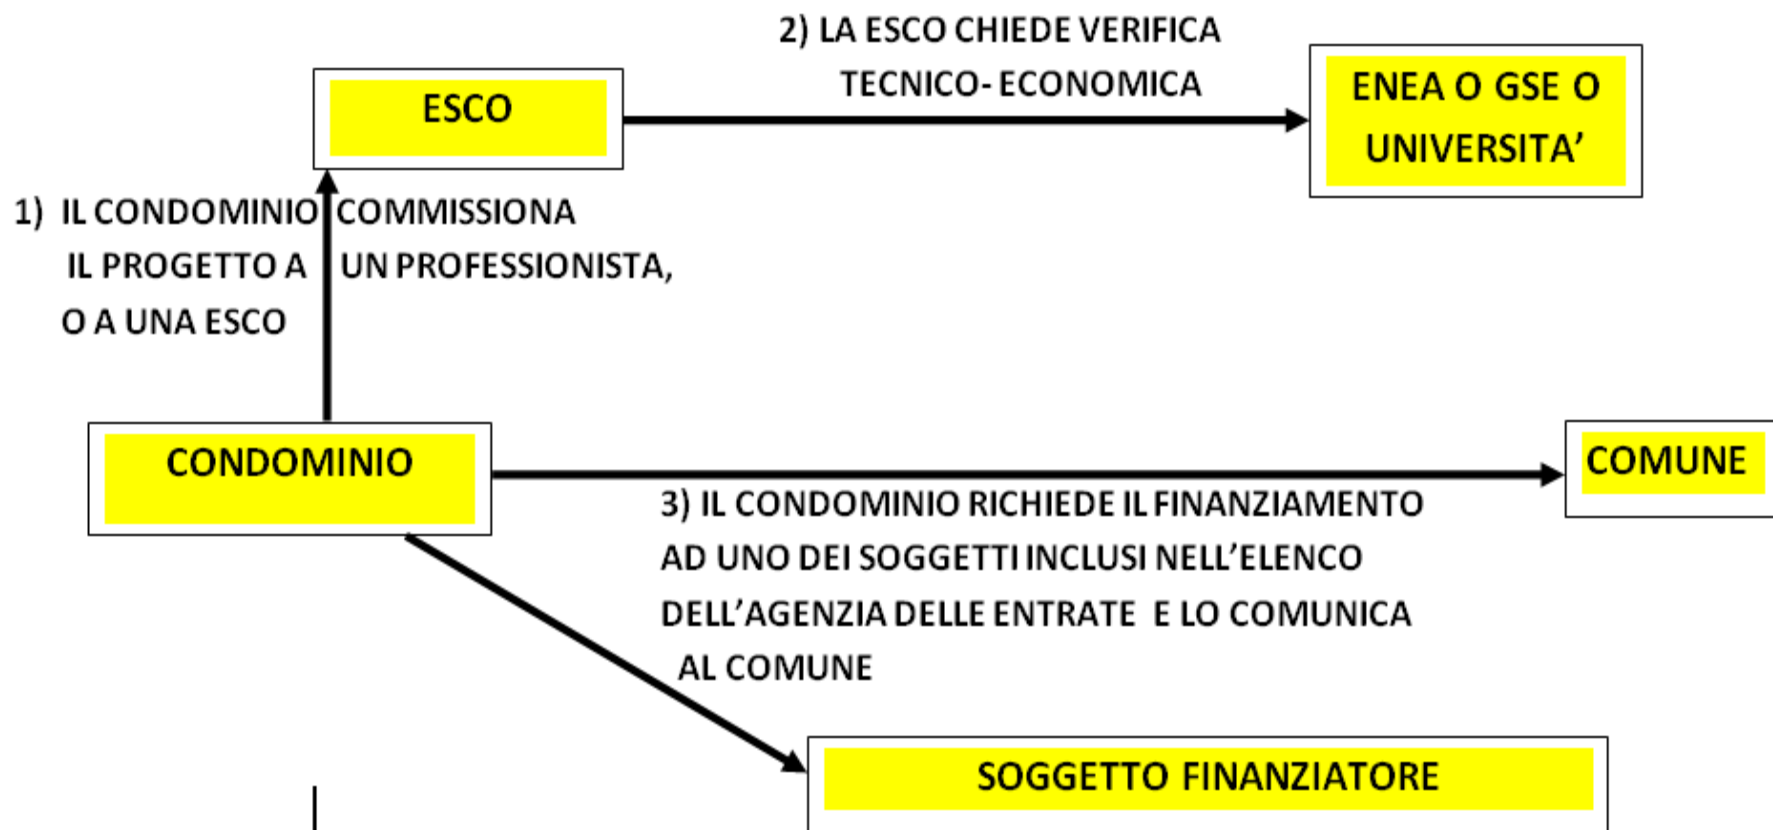 2) LA ESCO CHIEDE VERIFICA
TECNICO- ECONOMICA
ESCO
ENEA O GSE O
UNIVERSITA’
1) IL CONDOMINIO COMMISSIONA
IL PROGETTO A UN PROFESSIONISTA,
O A UNA ESCO
CONDOMINIO
COMUNE
3) IL CONDOMINIO RICHIEDE IL FINANZIAMENTO
AD UNO DEI SOGGETTI INCLUSI NELL’ELENCO
DELL’AGENZIA DELLE ENTRATE E LO COMUNICA
AL COMUNE
SOGGETTO FINANZIATORE